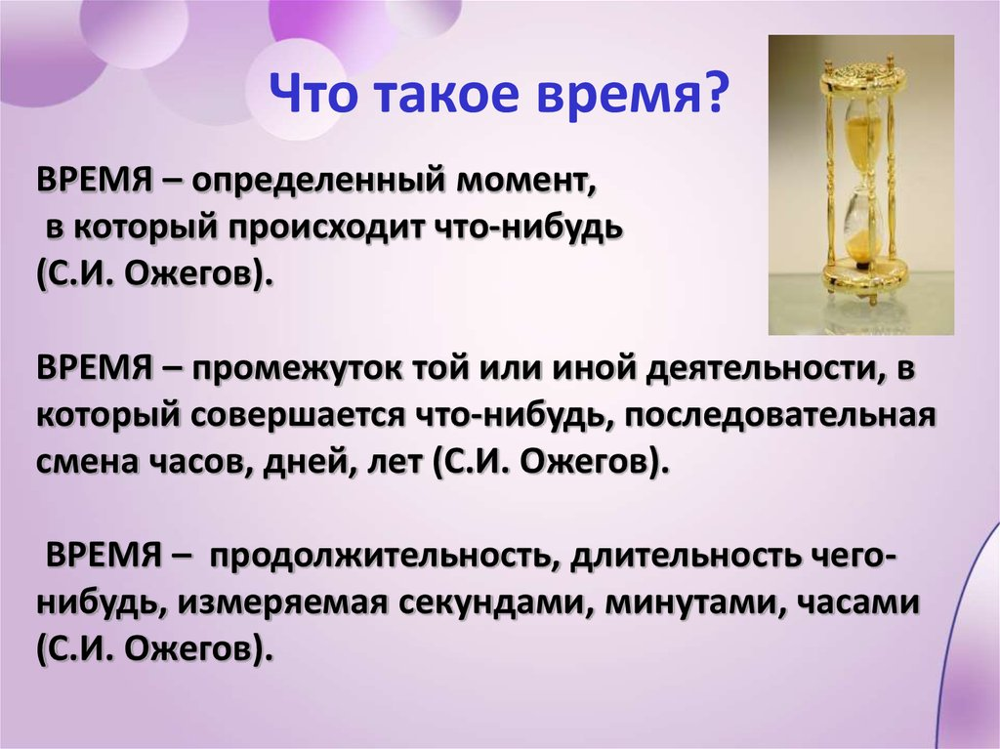 Что такое время?
ВРЕМЯ – определенный момент,
в который происходит что-нибудь
(С.И. Ожегов).
ВРЕМЯ – промежуток той или иной деятельности, в
который совершается что-нибудь, последовательная
смена часов, дней, лет (С.И. Ожегов).
ВРЕМЯ – продолжительность, длительность чего-
нибудь, измеряемая секундами, минутами, часами
(С.И. Ожегов).